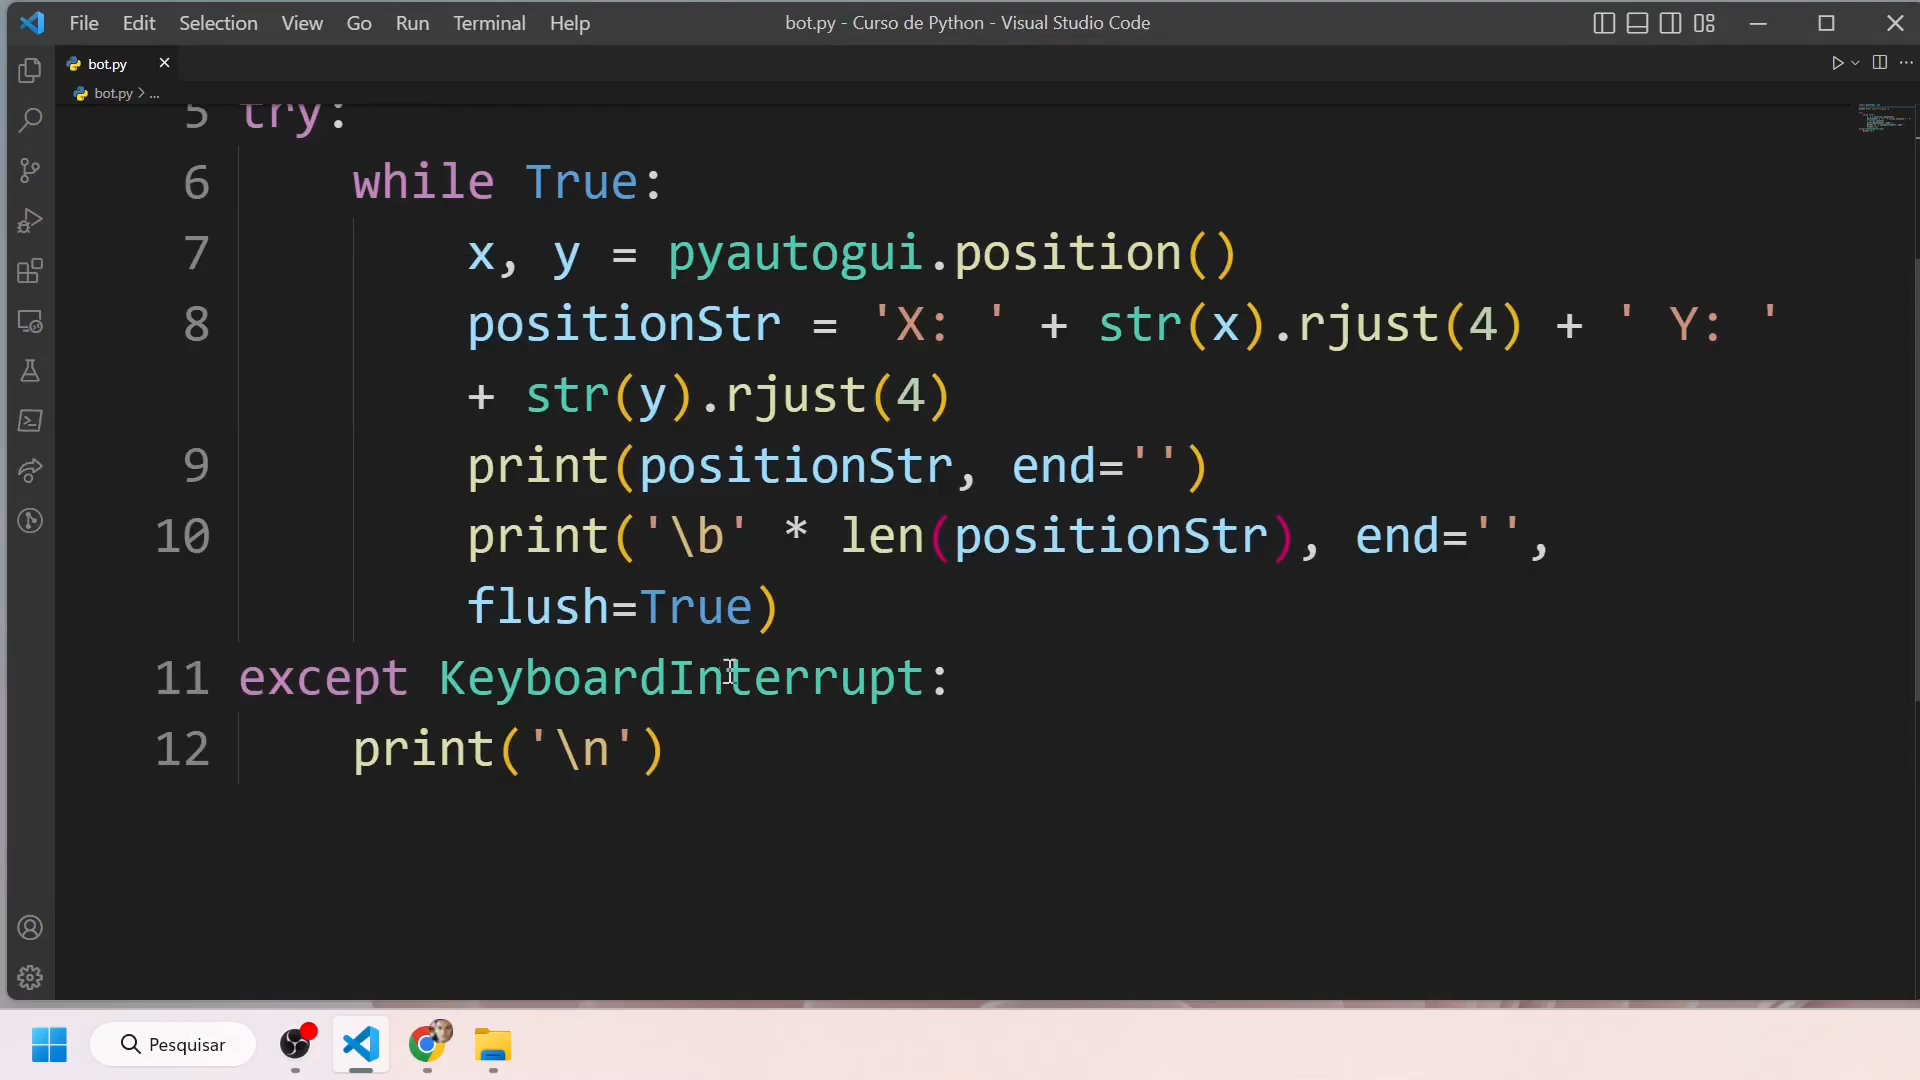 File Edit Selection View Go Run Terminal Help bot.py - Curso de Python - Visual Studio Code
bot.py
bot.py > ...
5 try:
6 while True:
7 x, y = pyautogui.position()
8 positionStr = 'X: ' + str(x).rjust(4) + ' Y: '
+ str(y).rjust(4)
9 print(positionStr, end='')
10 print('\b' * len(positionStr), end='',
flush=True)
11 except KeyboardInterrupt:
12 print('\n')
Pesquisar